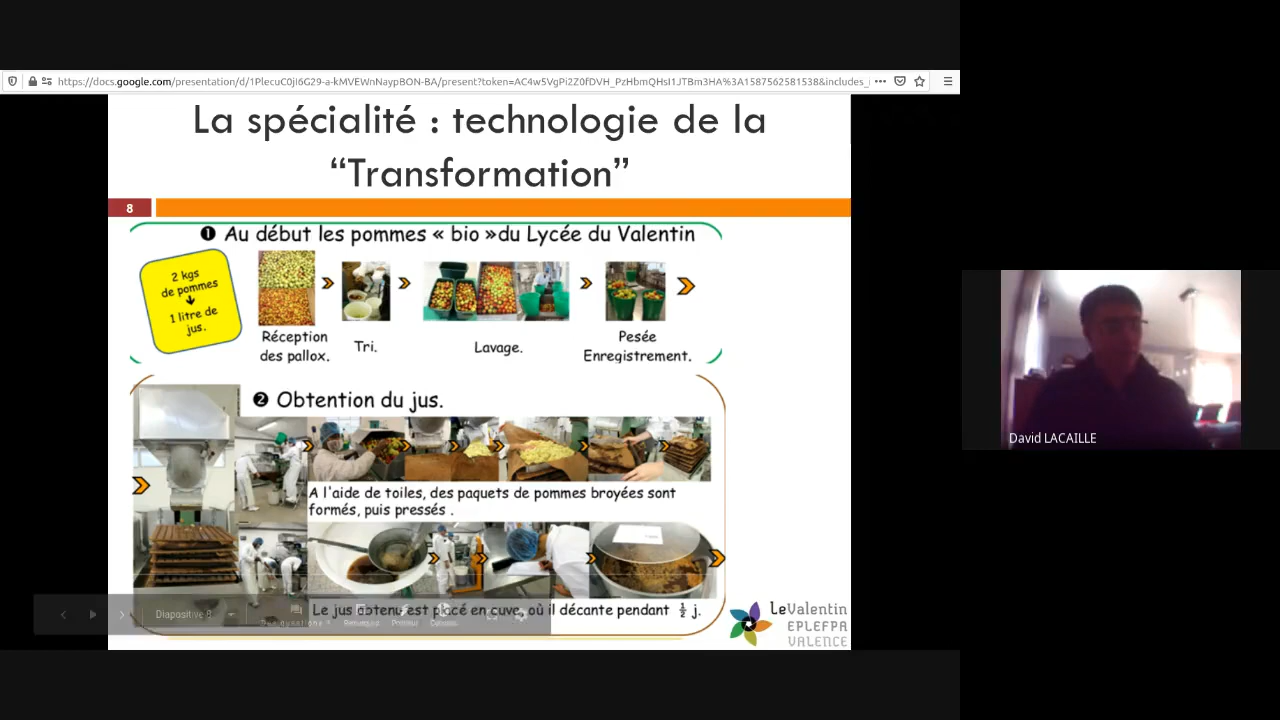 https://docs.google.com/presentation/d/1PlecuC0jI6G29-a-kMVEWnNaypBON-BA/present?token=AC4w5VgPi2Z0fDVH_PzHbmQHsI1JTBm3HA%3A1587562581538&includes_
La spécialité : technologie de la
“Transformation”
8
❶ Au début les pommes « bio »du Lycée du Valentin
2 kgs
de pommes
1 litre de
jus.
Réception
des pallox.
Tri.
Lavage.
Pesée
Enregistrement.
❷ Obtention du jus.
A l'aide de toiles, des paquets de pommes broyées sont
formés, puis pressés .
Le jus obtenu est placé en cuve, où il décante pendant ½ j.
Diapositive 8
LeValentin
EPLEFPA
VALENCE
David LACAILLE